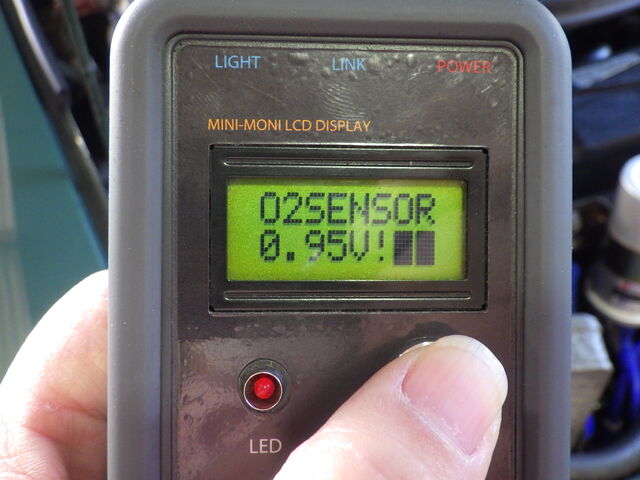 LIGHT LINK POWER
MINI-MONI LCD DISPLAY
O2SENSOR
0.95V!
LED